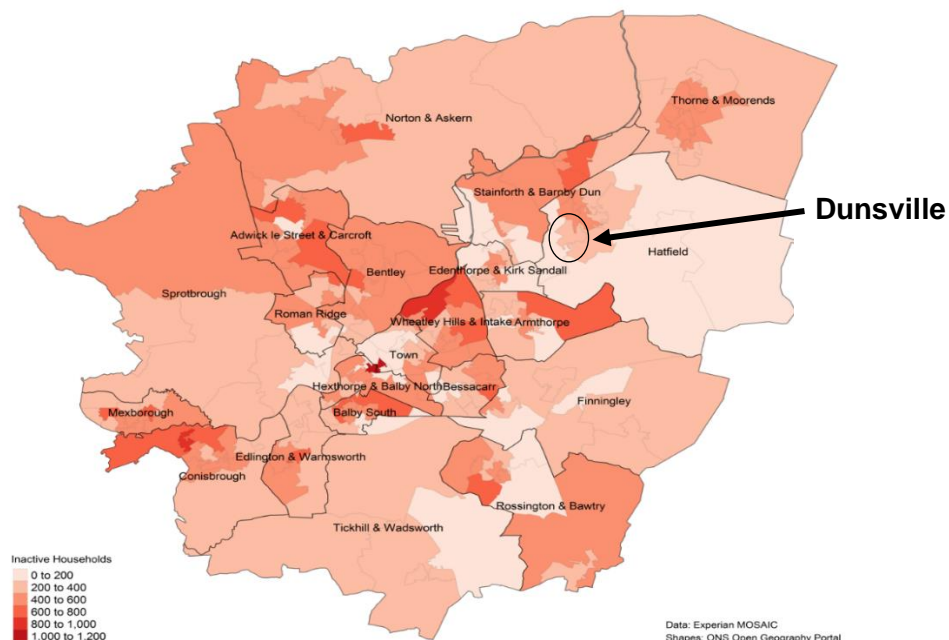 Thorne & Moorends
Norton & Askern
Stainforth & Barnby Dun
Dunsville
Adwick le Street & Carcroft
Hatfield
Bentley
Edenthorpe & Kirk Sandall
Sprotbrough
Roman Ridge
Wheatley Hills & Intake
Armthorpe
Town
Hexthorpe & Balby North
Bessacarr
Finningley
Mexborough
Balby South
Edlington & Warmsworth
Conisbrough
Rossington & Bawtry
Tickhill & Wadsworth
Inactive Households
0 to 200
200 to 400
400 to 600
600 to 800
800 to 1,000
1,000 to 1,200
Data: Experian MOSAIC
Shapes: ONS Open Geography Portal